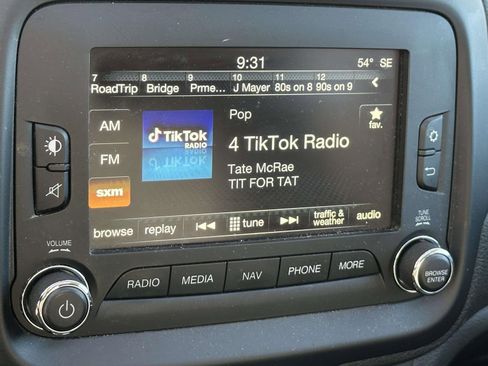 9:31
54° SE
7 8 9 10 11 12
RoadTrip Bridge Prme... J Mayer 80s on 8 90s on 9
Pop
fav.
AM
TikTok
RADIO
4 TikTok Radio
FM
Tate McRae
TIT FOR TAT
sxm
browse replay tune traffic & weather audio
VOLUME
TUNE
SCROLL
RADIO MEDIA NAV PHONE MORE
BROWSE
ENTER